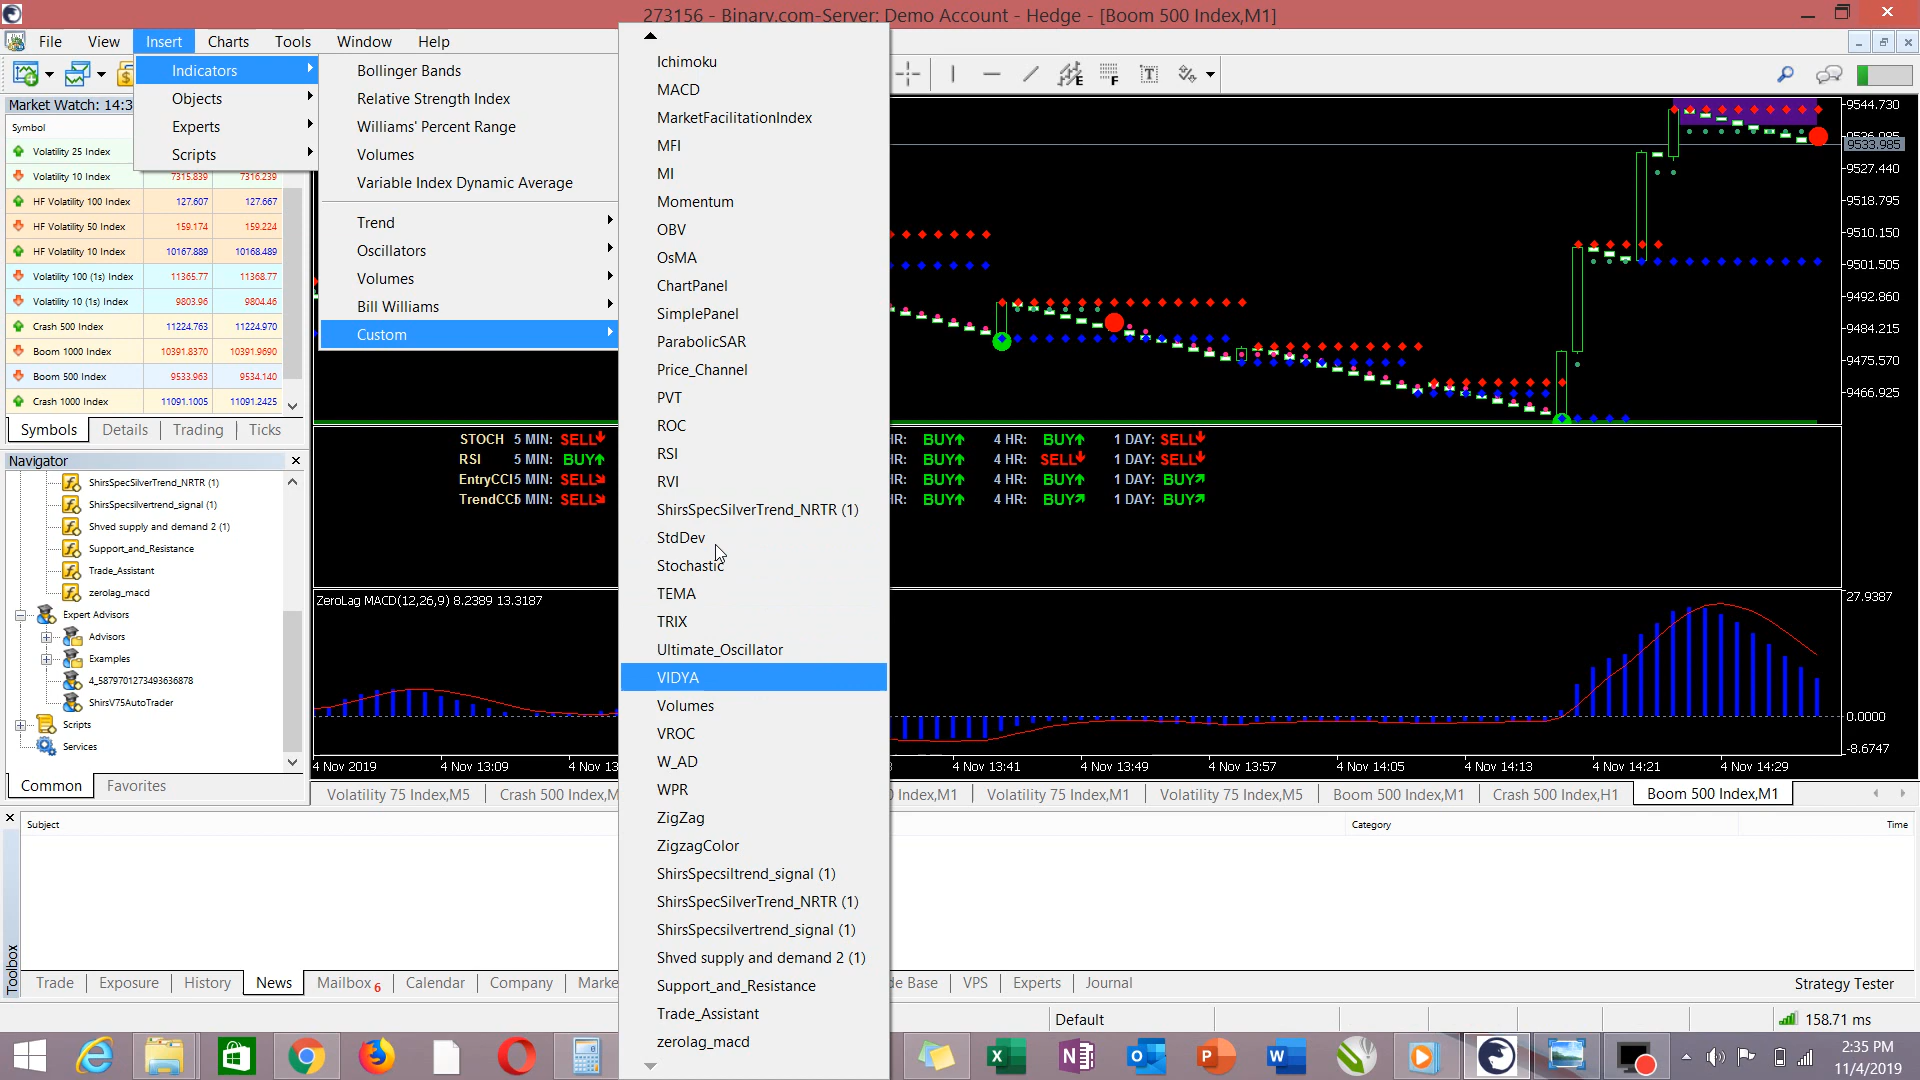 273156 - Binary.com-Server: Demo Account - Hedge - [Boom 500 Index,M1]
File View Insert Charts Tools Window Help
Indicators
Objects
Experts
Scripts
Bollinger Bands
Relative Strength Index
Williams' Percent Range
Volumes
Variable Index Dynamic Average
Trend
Oscillators
Volumes
Bill Williams
Custom
Ichimoku
MACD
MarketFacilitationIndex
MFI
MI
Momentum
OBV
OsMA
ChartPanel
SimplePanel
ParabolicSAR
Price_Channel
PVT
ROC
RSI
RVI
ShirsSpecSilverTrend_NRTR (1)
StdDev
Stochastic
TEMA
TRIX
Ultimate_Oscillator
VIDYA
Volumes
VROC
W_AD
WPR
ZigZag
ZigzagColor
ShirsSpecsiltrend_signal (1)
ShirsSpecSilverTrend_NRTR (1)
ShirsSpecsilvertrend_signal (1)
Shved supply and demand 2 (1)
Support_and_Resistance
Trade_Assistant
zerolag_macd
Market Watch: 14:3
Symbol
Volatility 25 Index
Volatility 10 Index 7315.839 7316.239
HF Volatility 100 Index 127.607 127.667
HF Volatility 50 Index 159.174 159.224
HF Volatility 10 Index 10167.889 10168.489
Volatility 100 (1s) Index 11365.77 11368.77
Volatility 10 (1s) Index 9803.96 9804.46
Crash 500 Index 11224.763 11224.970
Boom 1000 Index 10391.8370 10391.9690
Boom 500 Index 9533.963 9534.140
Crash 1000 Index 11091.1005 11091.2425
Symbols Details Trading Ticks
Navigator
ShirsSpecSilverTrend_NRTR (1)
ShirsSpecsilvertrend_signal (1)
Shved supply and demand 2 (1)
Support_and_Resistance
Trade_Assistant
zerolag_macd
Expert Advisors
Advisors
Examples
4_5879701273493636878
ShirsV75AutoTrader
Scripts
Services
Common Favorites
9544.730
9533.985
9527.440
9518.795
9510.150
9501.505
9492.860
9484.215
9475.570
9466.925
STOCH 5 MIN: SELL HR: BUY 4 HR: BUY 1 DAY: SELL
RSI 5 MIN: BUY HR: BUY 4 HR: SELL 1 DAY: SELL
EntryCCI 5 MIN: SELL HR: BUY 4 HR: BUY 1 DAY: BUY
TrendCCI 5 MIN: SELL HR: BUY 4 HR: BUY 1 DAY: BUY
ZeroLag MACD(12,26,9) 8.2389 13.3187
27.9387
0.0000
-8.6747
4 Nov 2019 4 Nov 13:09 4 Nov 13 4 Nov 13:41 4 Nov 13:49 4 Nov 13:57 4 Nov 14:05 4 Nov 14:13 4 Nov 14:21 4 Nov 14:29
Volatility 75 Index,M5 Crash 500 Index,M Index,M1 Volatility 75 Index,M1 Volatility 75 Index,M5 Boom 500 Index,M1 Crash 500 Index,H1 Boom 500 Index,M1
Subject Category Time
Toolbox
Trade Exposure History News Mailbox 6 Calendar Company Marke de Base VPS Experts Journal Strategy Tester
Default 158.71 ms
2:35 PM
11/4/2019